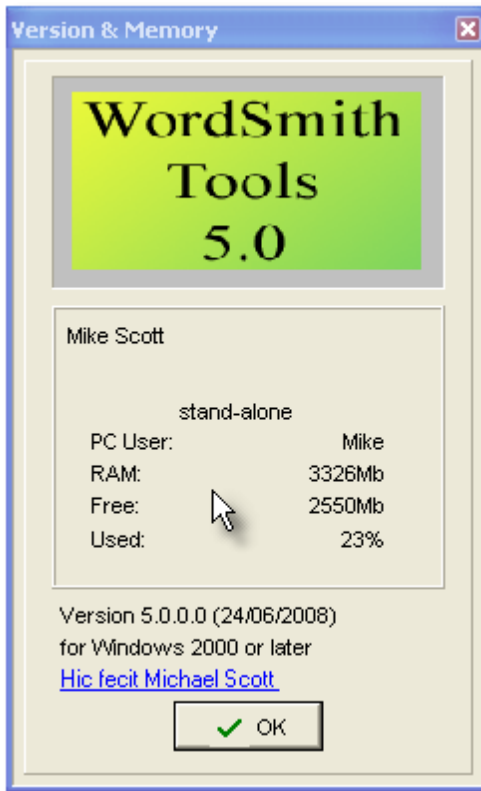 Version & Memory
WordSmith
Tools
5.0
Mike Scott
stand-alone
PC User: Mike
RAM: 3326Mb
Free: 2550Mb
Used: 23%
Version 5.0.0.0 (24/06/2008)
for Windows 2000 or later
Hic fecit Michael Scott
OK